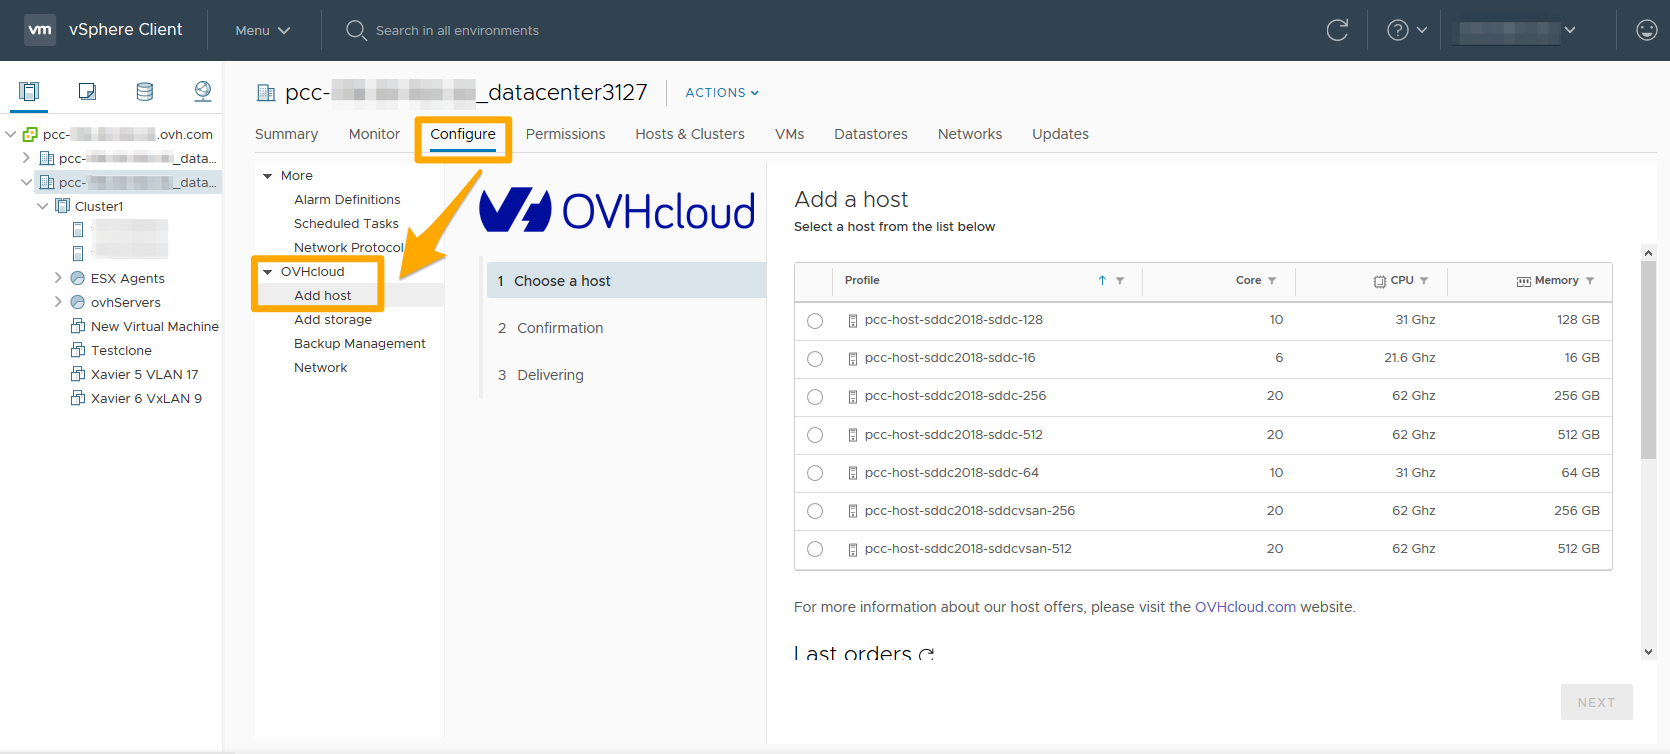 vm vSphere Client Menu Search in all environments
pcc- _datacenter3127 ACTIONS
Summary Monitor Configure Permissions Hosts & Clusters VMs Datastores Networks Updates
pcc- .ovh.com
pcc- _data...
pcc- _data...
Cluster1
ESX Agents
ovhServers
New Virtual Machine
Testclone
Xavier 5 VLAN 17
Xavier 6 VxLAN 9
More
Alarm Definitions
Scheduled Tasks
Network Protocol
OVHcloud
Add host
Add storage
Backup Management
Network
OVHcloud
1 Choose a host
2 Confirmation
3 Delivering
Add a host
Select a host from the list below
Profile Core CPU Memory
pcc-host-sddc2018-sddc-128 10 31 Ghz 128 GB
pcc-host-sddc2018-sddc-16 6 21.6 Ghz 16 GB
pcc-host-sddc2018-sddc-256 20 62 Ghz 256 GB
pcc-host-sddc2018-sddc-512 20 62 Ghz 512 GB
pcc-host-sddc2018-sddc-64 10 31 Ghz 64 GB
pcc-host-sddc2018-sddcvsan-256 20 62 Ghz 256 GB
pcc-host-sddc2018-sddcvsan-512 20 62 Ghz 512 GB
For more information about our host offers, please visit the OVHcloud.com website.
Last orders
NEXT